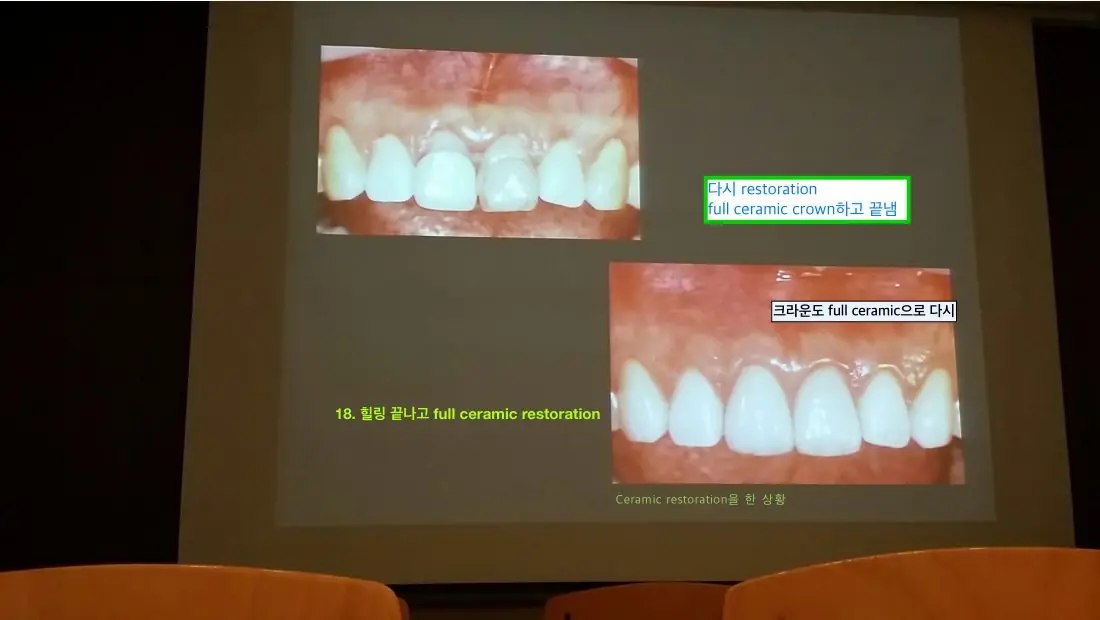 다시 restoration
full ceramic crown하고 끝냄
크라운도 full ceramic으로 다시
18. 힐링 끝나고 full ceramic restoration
Ceramic restoration을 한 상황